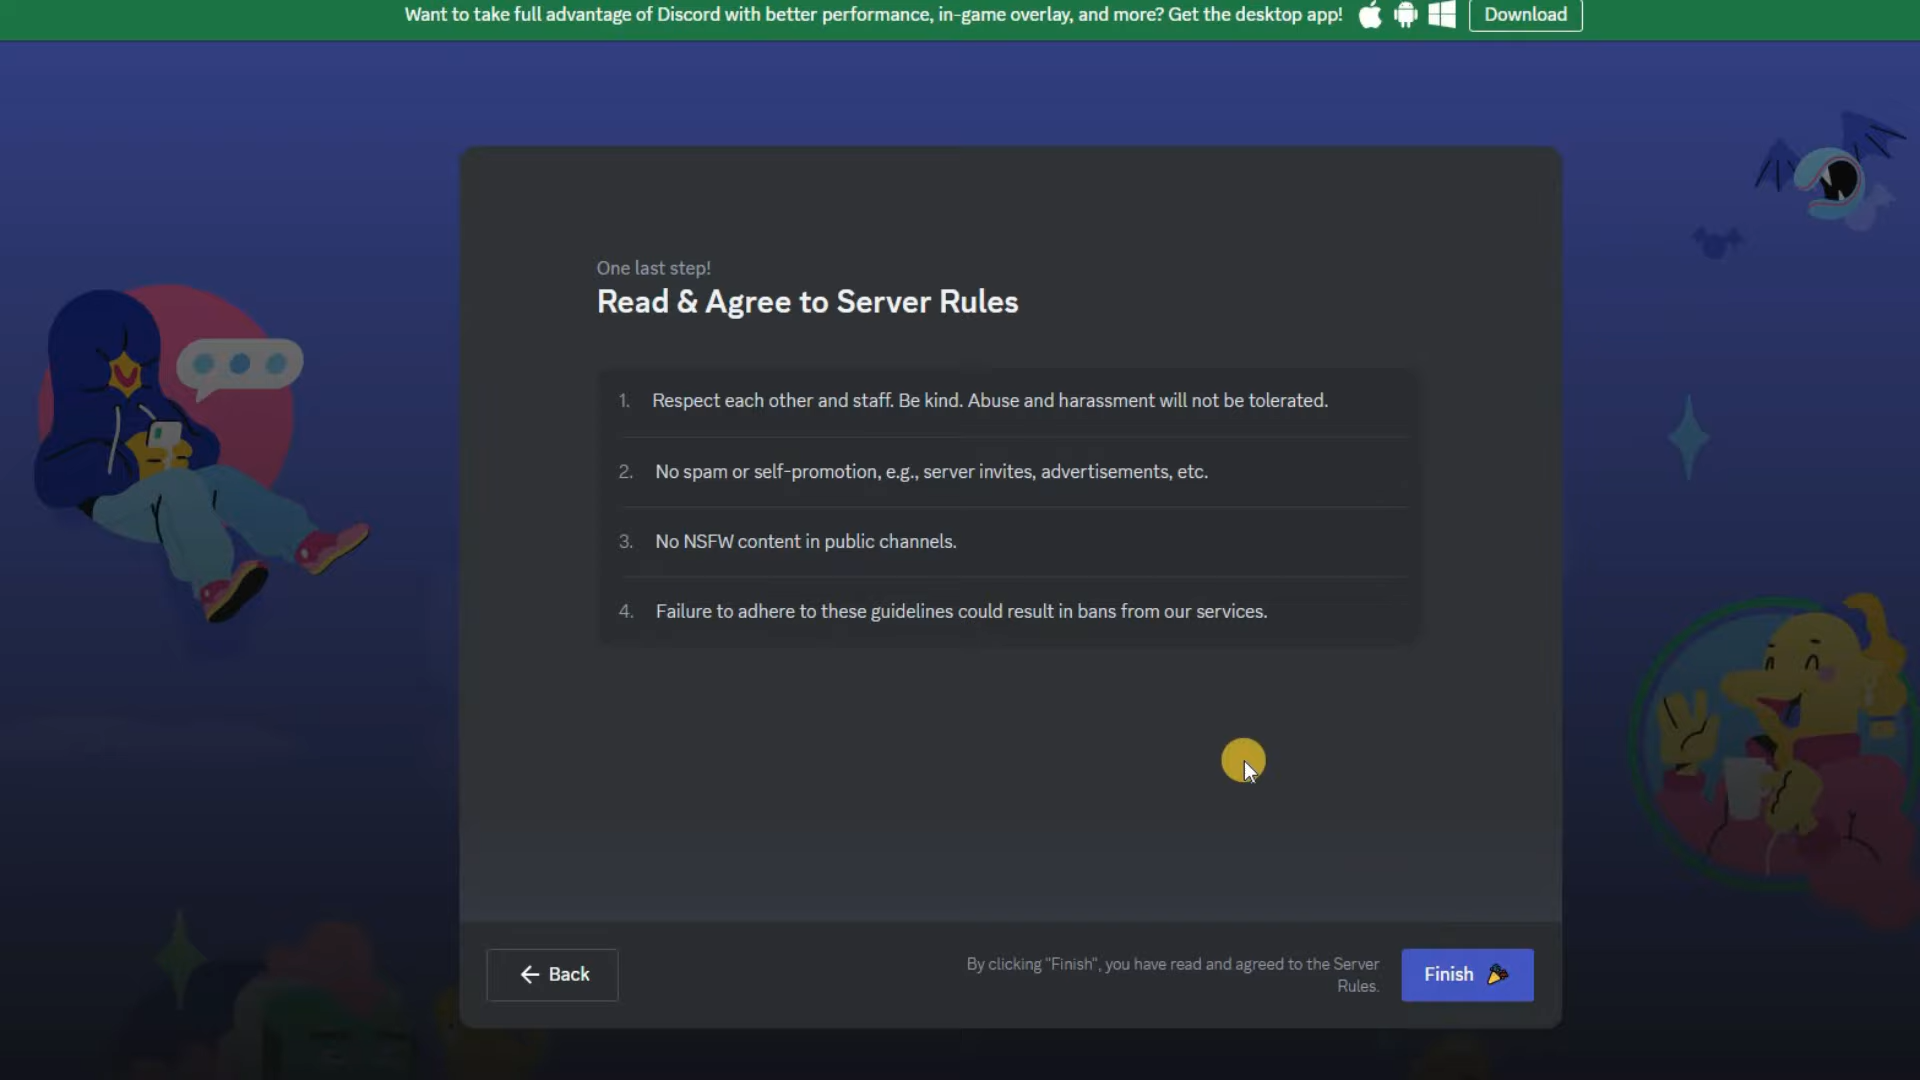 Want to take full advantage of Discord with better performance, in-game overlay, and more? Get the desktop app!
Download
One last step!
Read & Agree to Server Rules
1. Respect each other and staff. Be kind. Abuse and harassment will not be tolerated.
2. No spam or self-promotion, e.g., server invites, advertisements, etc.
3. No NSFW content in public channels.
4. Failure to adhere to these guidelines could result in bans from our services.
Back
By clicking "Finish", you have read and agreed to the Server
Rules.
Finish